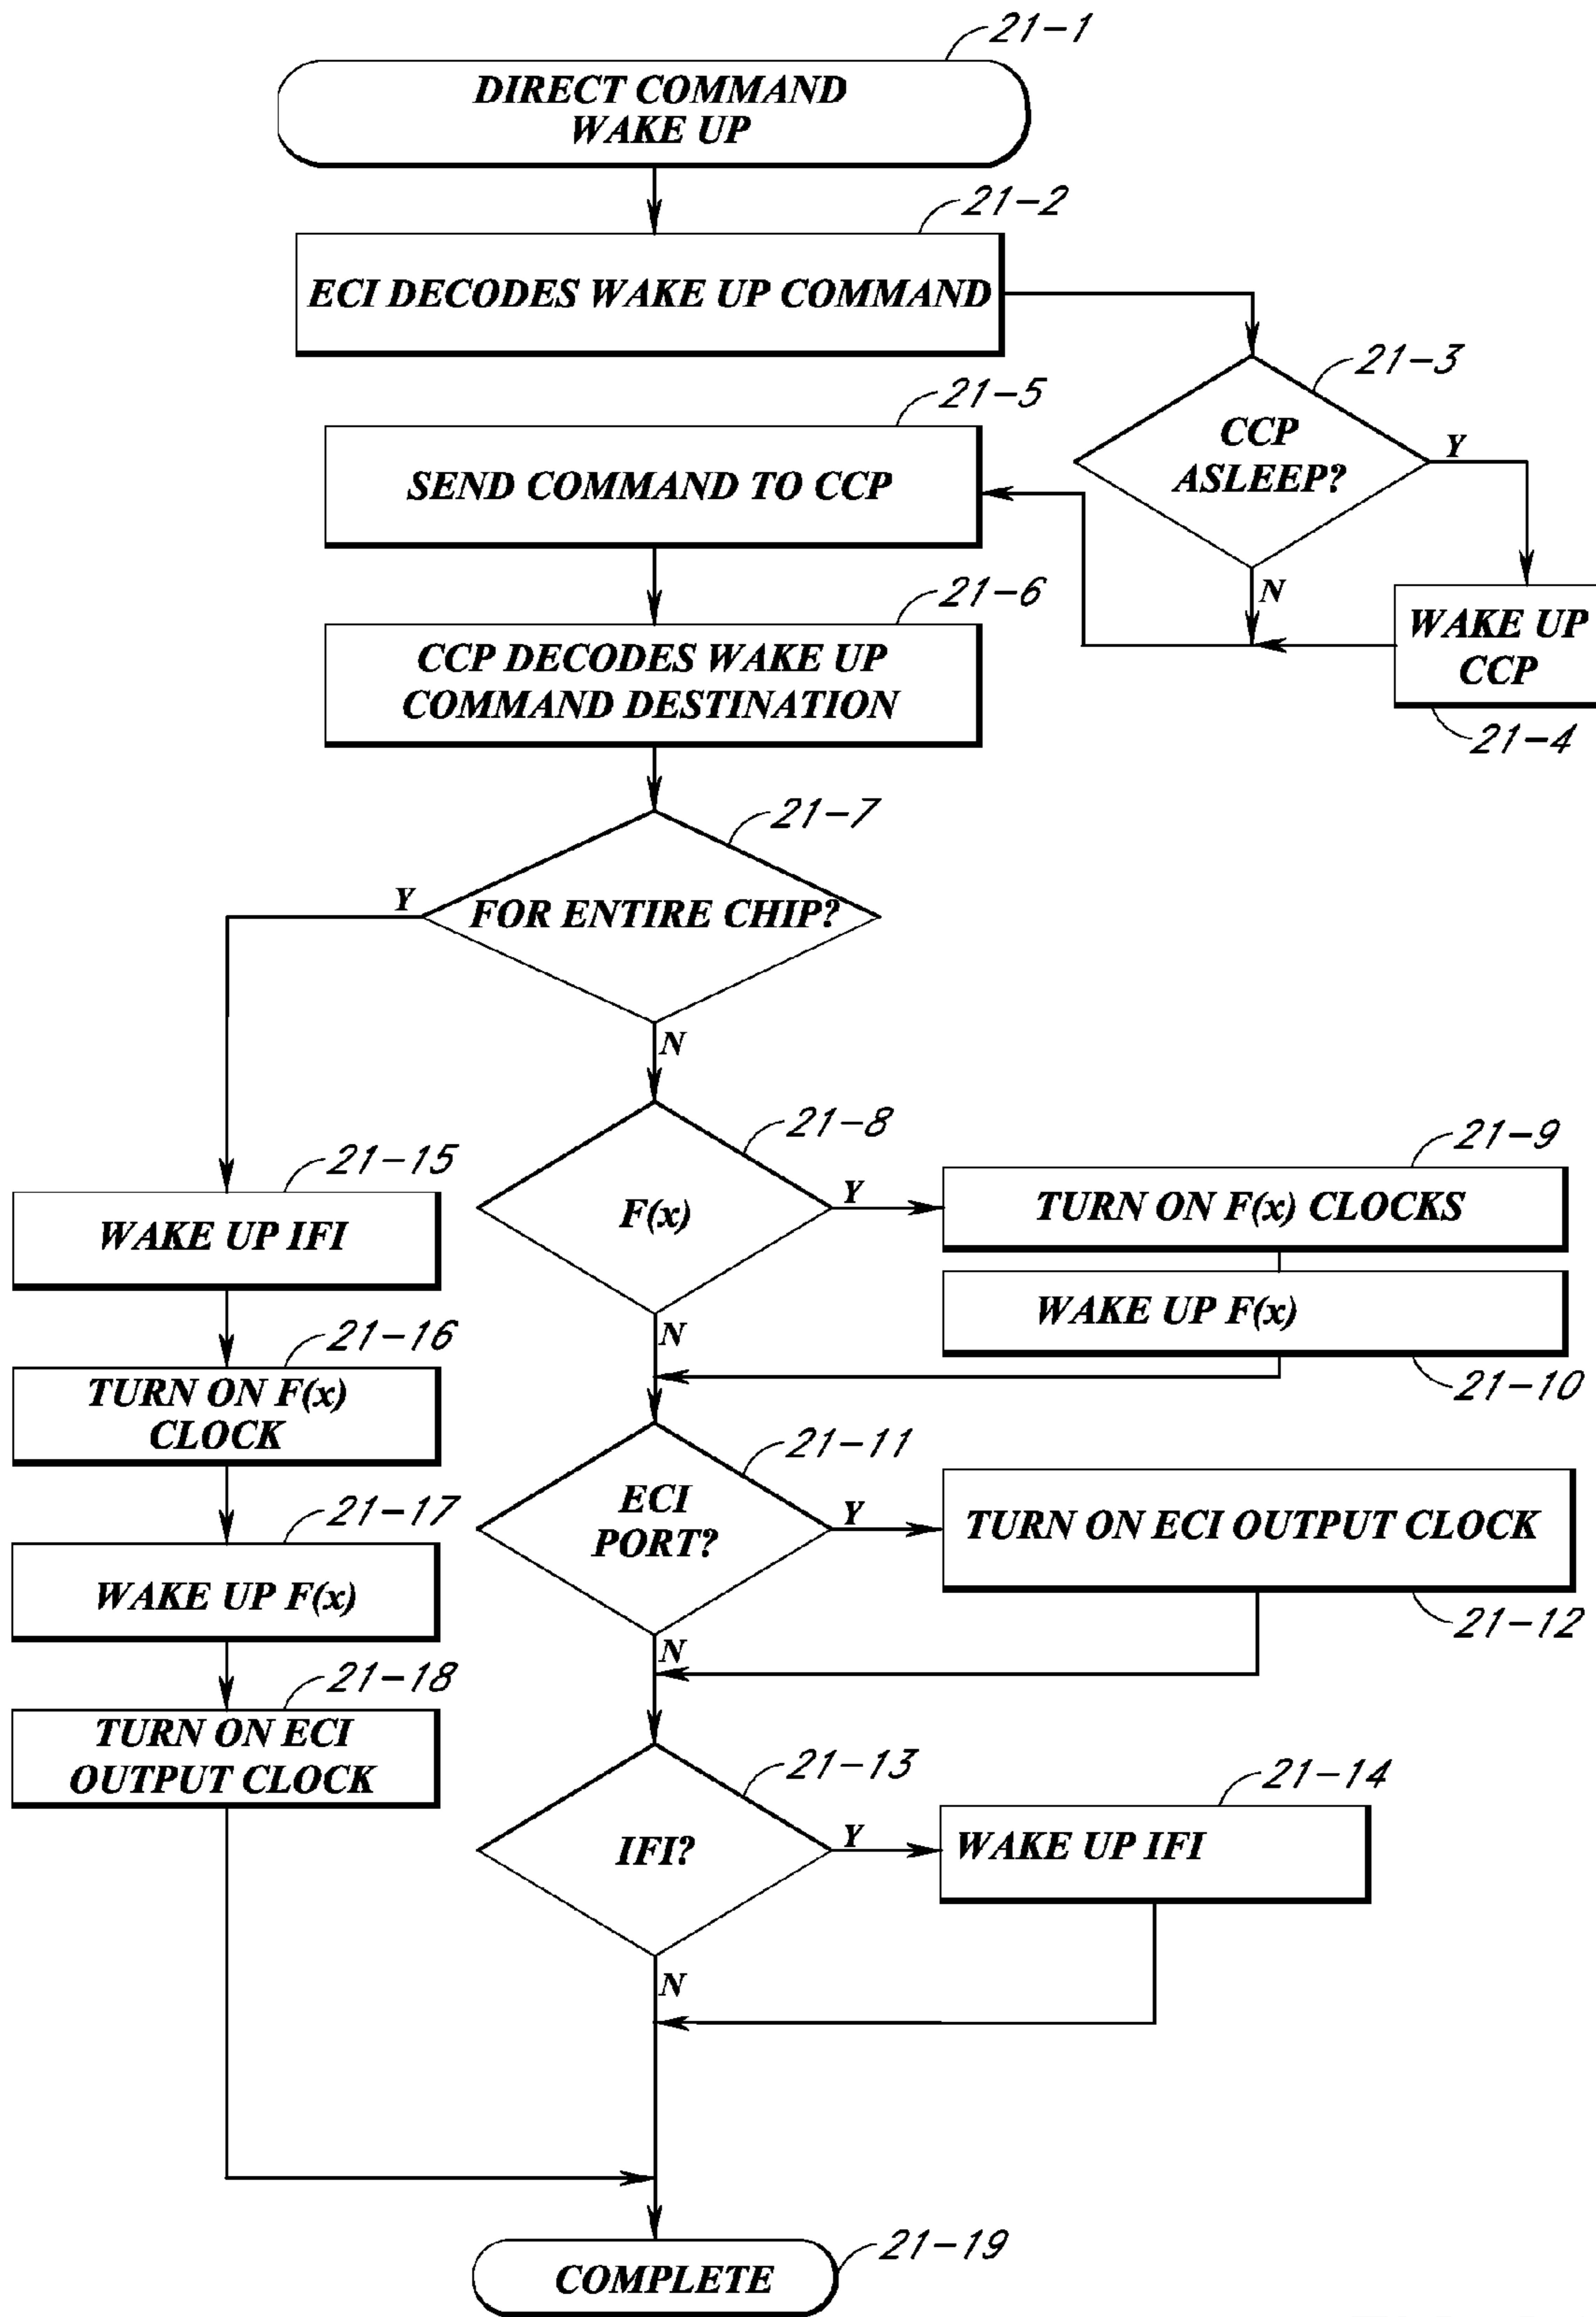 21-1
DIRECT COMMAND
WAKE UP
21-2
ECI DECODES WAKE UP COMMAND
21-3
CCP
ASLEEP?
Y
N
WAKE UP
CCP
21-4
21-5
SEND COMMAND TO CCP
21-6
CCP DECODES WAKE UP
COMMAND DESTINATION
21-7
FOR ENTIRE CHIP?
Y
N
21-8
F(x)
Y
N
21-9
TURN ON F(x) CLOCKS
WAKE UP F(x)
21-10
21-11
ECI
PORT?
Y
N
TURN ON ECI OUTPUT CLOCK
21-12
21-13
IFI?
Y
N
21-14
WAKE UP IFI
21-15
WAKE UP IFI
21-16
TURN ON F(x)
CLOCK
21-17
WAKE UP F(x)
21-18
TURN ON ECI
OUTPUT CLOCK
21-19
COMPLETE